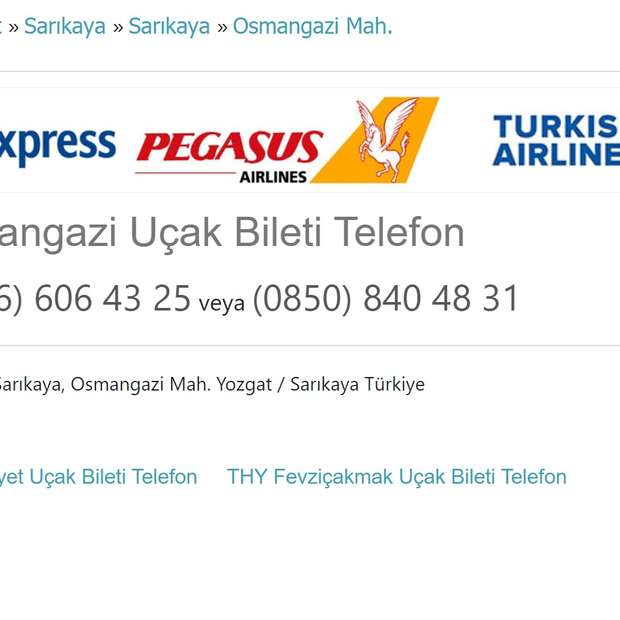 » Sarıkaya » Sarıkaya » Osmangazi Mah.
xpress PEGASUS AIRLINES TURKIS AIRLINE
angazi Uçak Bileti Telefon
6) 606 43 25 veya (0850) 840 48 31
Sarıkaya, Osmangazi Mah. Yozgat / Sarıkaya Türkiye
yet Uçak Bileti Telefon THY Fevziçakmak Uçak Bileti Telefon